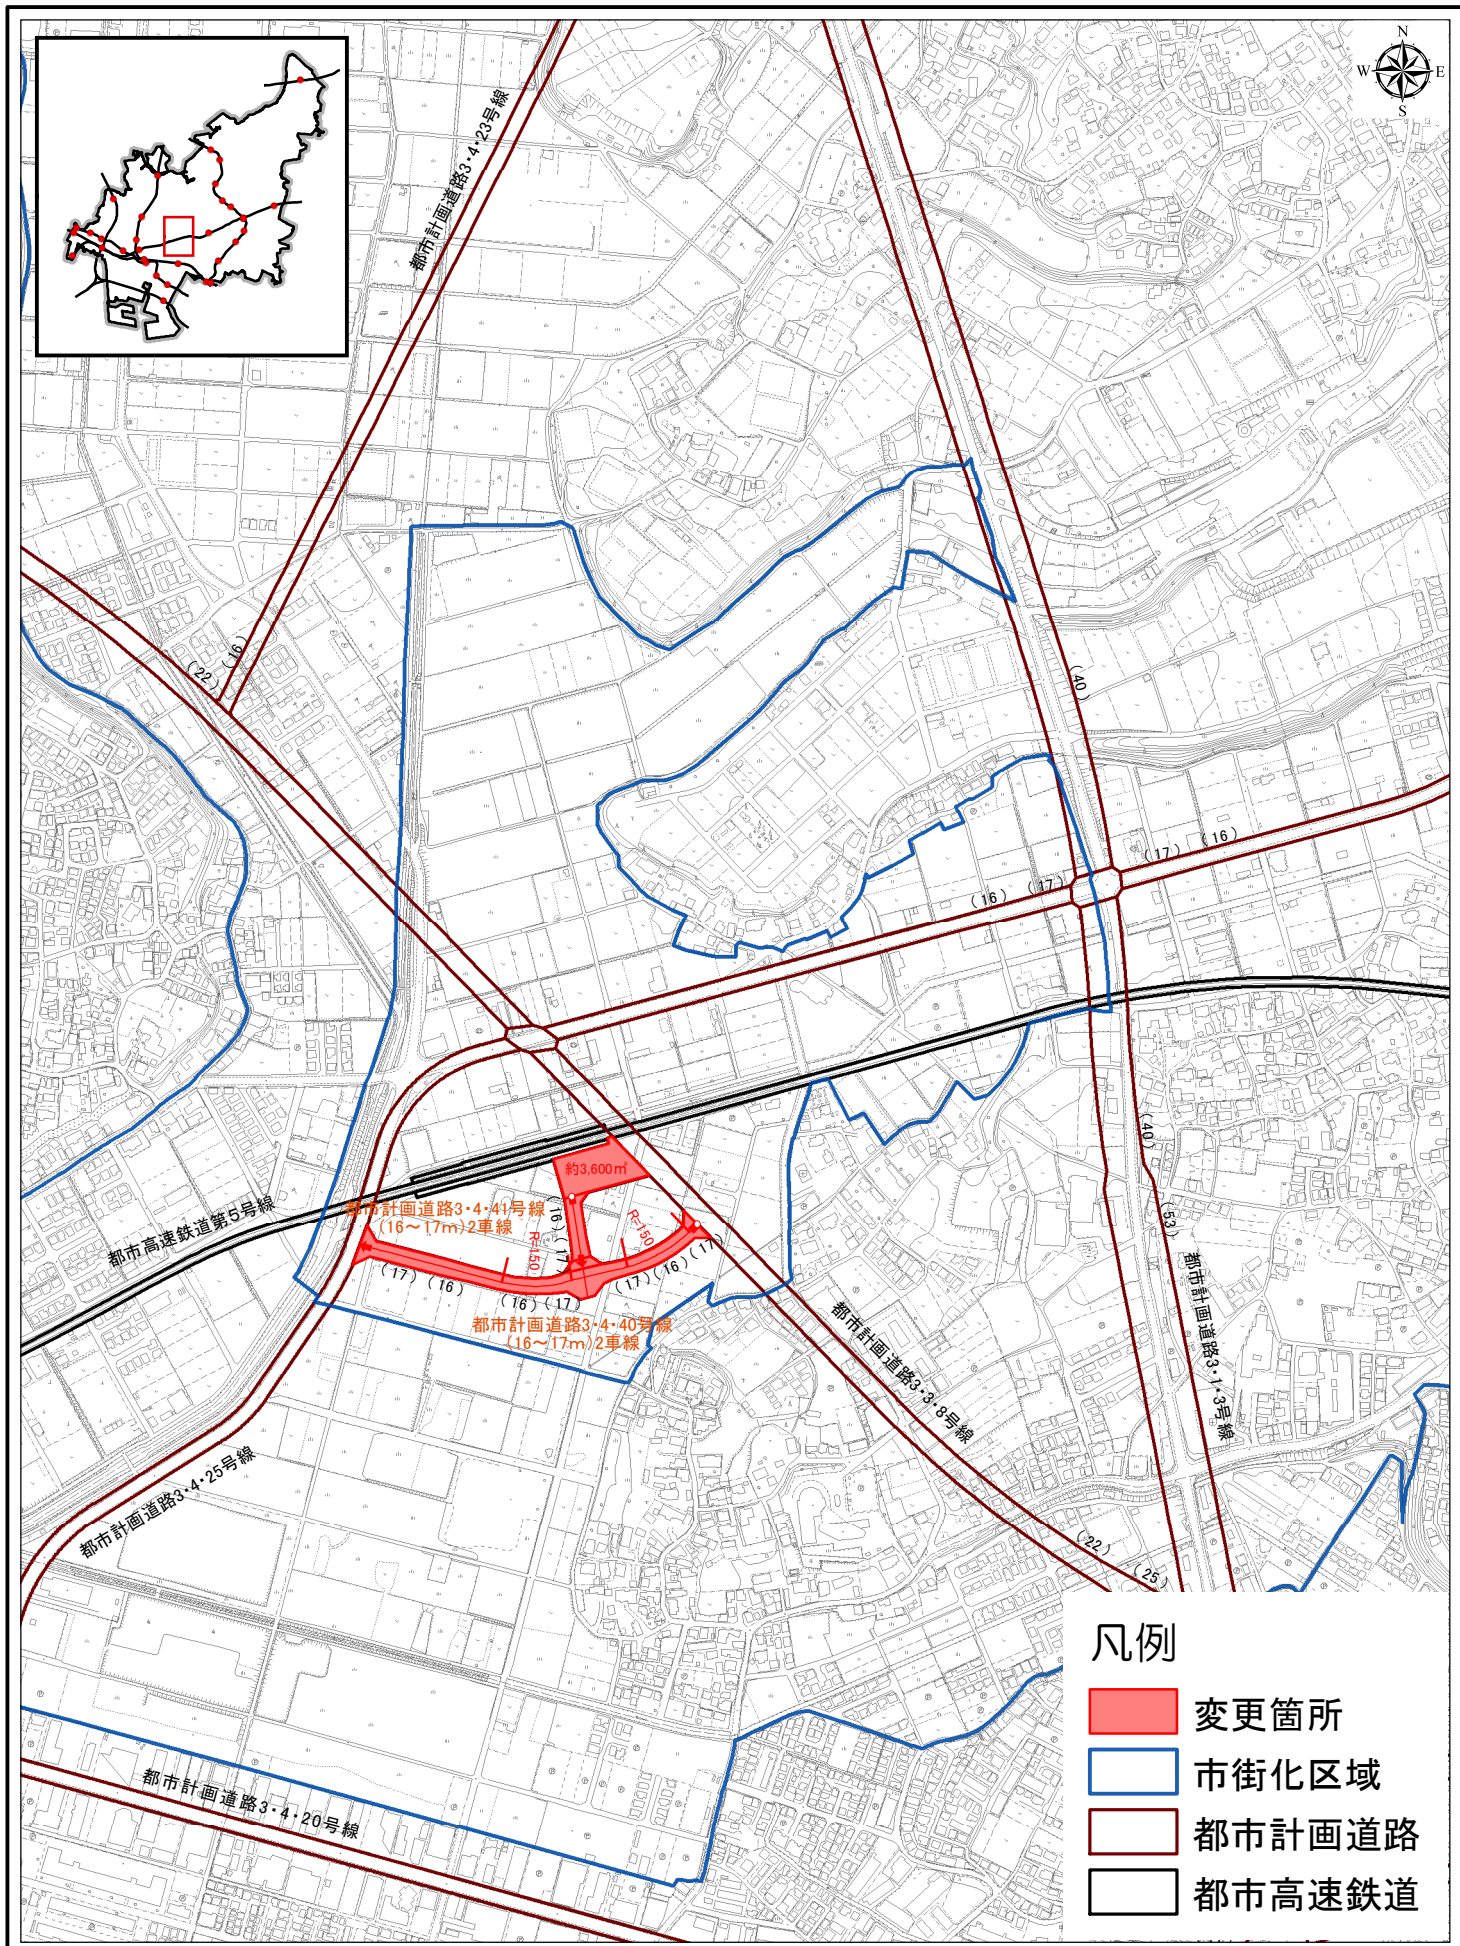 N
W
E
S
都市計画道路3・4・23号線
(22)
(16)
(40)
(17)
(16)
(16)
(17)
約3,600㎡
都市高速鉄道第5号線
都市計画道路3・4・41号線
(16～17m)2車線
(16)
(17)
R=150
R=150
(17)
(16)
(16)
(17)
(17)
(16)
(17)
都市計画道路3・4・40号線
(16～17m)2車線
(40)
(53)
都市計画道路3・1・3号線
都市計画道路3・3・8号線
都市計画道路3・4・25号線
(22)
(25)
都市計画道路3・4・20号線
凡例
変更箇所
市街化区域
都市計画道路
都市高速鉄道